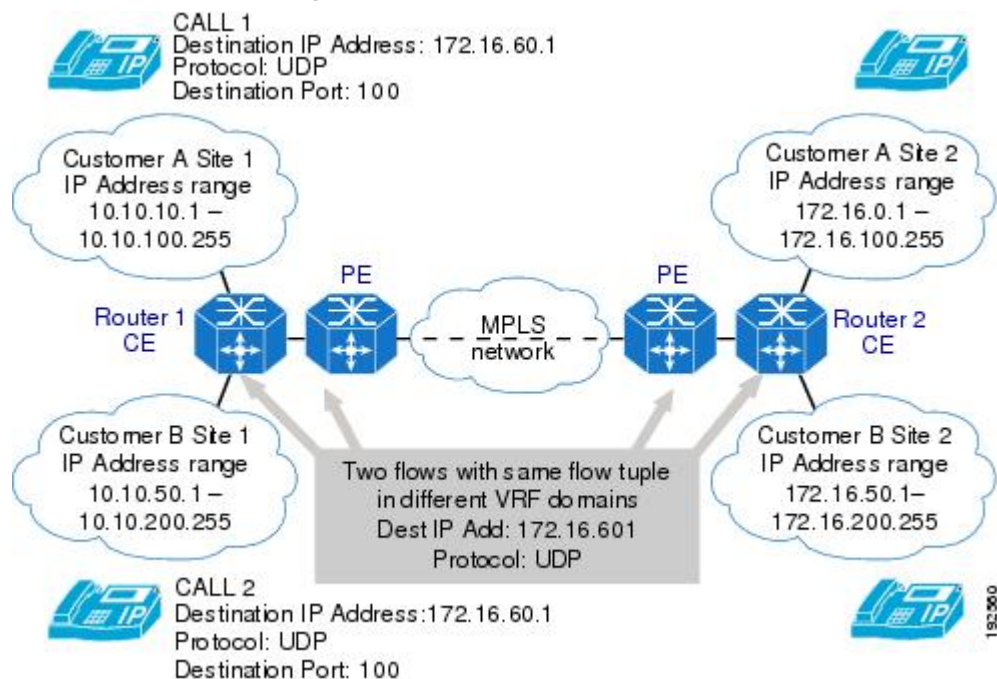 CALL 1
Destination IP Address: 172.16.60.1
Protocol: UDP
Destination Port: 100
IP
IP
Customer A Site 1
IP Address range
10.10.10.1 –
10.10.100.255
Customer A Site 2
IP Address range
172.16.0.1 –
172.16.100.255
PE
PE
Router 1
CE
MPLS
network
Router 2
CE
Customer B Site 1
IP Address range
10.10.50.1 –
10.10.200.255
Two flows with same flow tuple
in different VRF domains
Dest IP Add: 172.16.601
Protocol: UDP
Customer B Site 2
IP Address range
172.16.50.1–
172.16.200.255
CALL 2
Destination IP Address:172.16.60.1
Protocol: UDP
Destination Port: 100
IP
IP
192560